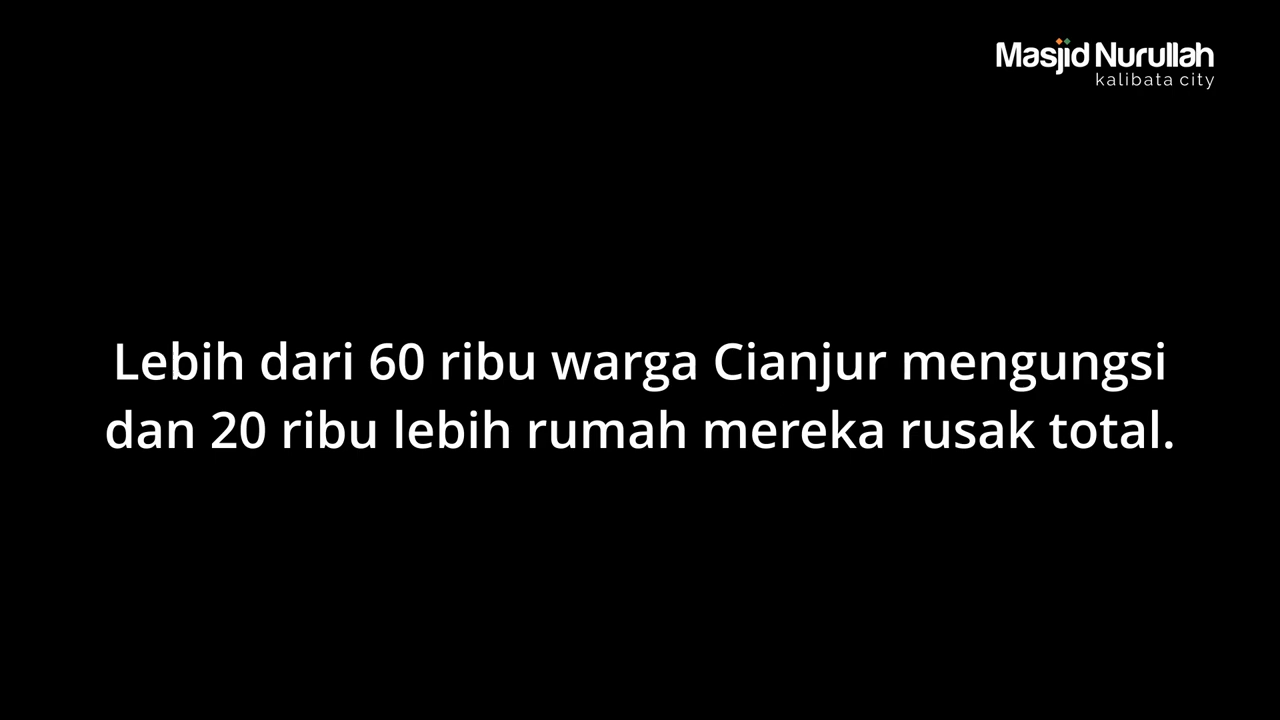 Masjid Nurullah
kalibata city
Lebih dari 60 ribu warga Cianjur mengungsi
dan 20 ribu lebih rumah mereka rusak total.